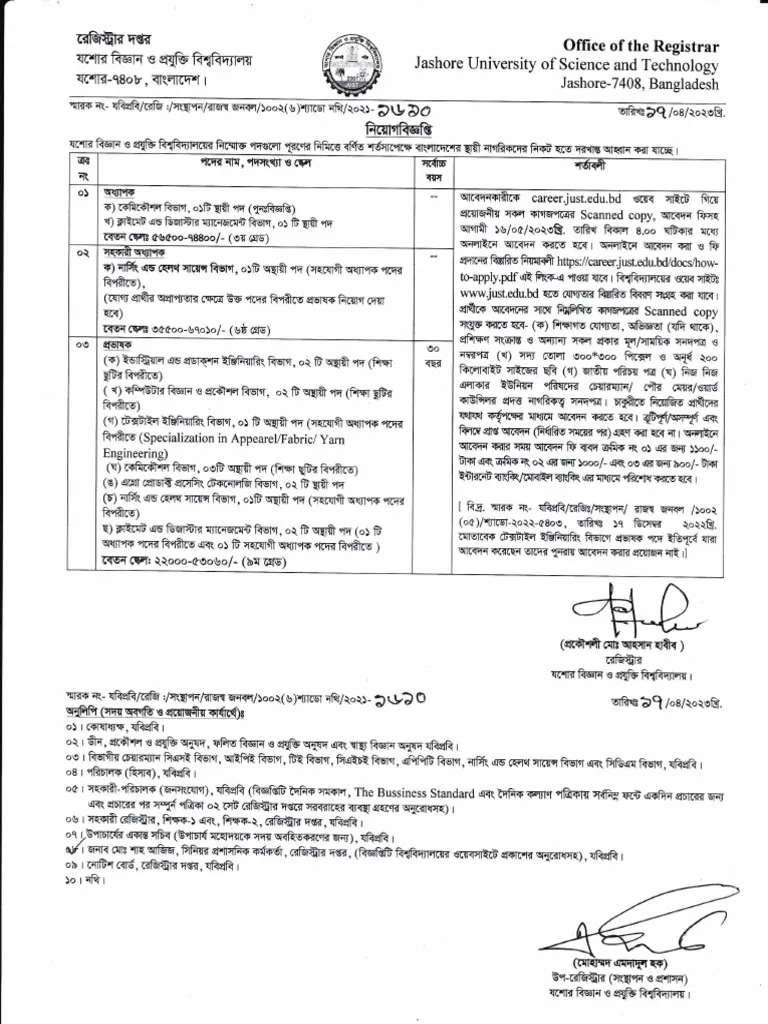 রেজিস্ট্রার দপ্তর
যশোর বিজ্ঞান ও প্রযুক্তি বিশ্ববিদ্যালয়
যশোর-৭৪০৮, বাংলাদেশ।
Office of the Registrar
Jashore University of Science and Technology
Jashore-7408, Bangladesh
স্মারক নং- যবিপ্রবি/রেজি :/সংস্থাপন/রাজস্ব জনবল/১০০২(৬)শ্যাডো নথি/২০২১-
তারিখঃ ১৭/০৪/২০২৩খ্রি.
নিয়োগবিজ্ঞপ্তি
যশোর বিজ্ঞান ও প্রযুক্তি বিশ্ববিদ্যালয়ের নিম্মোক্ত পদগুলো পূরণের নিমিত্তে বর্ণিত শর্তসাপেক্ষে বাংলাদেশের স্থায়ী নাগরিকদের নিকট হতে দরখাস্ত আহ্বান করা যাচ্ছে।
ক্রঃ নং
পদের নাম, পদসংখ্যা ও স্কেল
সর্বোচ্চ বয়স
শর্তাবলী
০১
অধ্যাপক
ক) কেমিকৌশল বিভাগ, ০১টি স্থায়ী পদ (পুনঃবিজ্ঞপ্তি)
খ) ক্লাইমেট এন্ড ডিজাস্টার ম্যানেজমেন্ট বিভাগ, ০১ টি স্থায়ী পদ
বেতন স্কেলঃ ৫৬৫০০-৭৪৪০০/- (৩য় গ্রেড)
--
০২
সহকারী অধ্যাপক
ক) নার্সিং এন্ড হেলথ সায়েন্স বিভাগ, ০১টি অস্থায়ী পদ (সহযোগী অধ্যাপক পদের
বিপরীতে),
(যোগ্য প্রার্থীর অপ্রাপ্যতার ক্ষেত্রে উক্ত পদের বিপরীতে প্রভাষক নিয়োগ দেয়া
হবে)
বেতন স্কেলঃ ৩৫৫০০-৬৭০১০/- (৬ষ্ঠ গ্রেড)
--
০৩
প্রভাষক
(ক) ইন্ডাস্ট্রিয়াল এন্ড প্রডাকশন ইঞ্জিনিয়ারিং বিভাগ, ০২ টি অস্থায়ী পদ (শিক্ষা
ছুটির বিপরীতে)
( খ) কম্পিউটার বিজ্ঞান ও প্রকৌশল বিভাগ, ০২ টি অস্থায়ী পদ (শিক্ষা ছুটির
বিপরীতে)
(গ) টেক্সটাইল ইঞ্জিনিয়ারিং বিভাগ, ০১ টি অস্থায়ী পদ (সহযোগী অধ্যাপক পদের
বিপরীতে (Specialization in Appearel/Fabric/ Yarn
Engineering)
(ঘ) কেমিকৌশল বিভাগ, ০৩টি অস্থায়ী পদ (শিক্ষা ছুটির বিপরীতে)
(ঙ) এগ্রো প্রোডাক্ট প্রসেসিং টেকনোলজি বিভাগ, ০২ টি স্থায়ী পদ
(চ) নার্সিং এন্ড হেলথ সায়েন্স বিভাগ, ০১টি অস্থায়ী পদ (সহযোগী অধ্যাপক পদের
বিপরীতে)
ছ) ক্লাইমেট এন্ড ডিজাস্টার ম্যানেজমেন্ট বিভাগ, ০২ টি অস্থায়ী পদ (০১ টি
অধ্যাপক পদের বিপরীতে এবং ০১ টি সহযোগী অধ্যাপক পদের বিপরীতে )
বেতন স্কেল: ২২০০০-৫৩০৬০/- (৯ম গ্রেড)
৩০
বছর
আবেদনকারীকে career.just.edu.bd ওয়েব সাইটে গিয়ে
প্রয়োজনীয় সকল কাগজপত্রের Scanned copy, আবেদন ফিসহ
আগামী ১৬/০৫/২০২৩খ্রি. তারিখ বিকাল ৪.০০ ঘটিকার মধ্যে
অনলাইনে আবেদন করতে হবে। অনলাইনে আবেদন করা ও ফি
প্রদানের বিস্তারিত নিয়মাবলী https://career.just.edu.bd/docs/how-
to-apply.pdf এই লিংক-এ পাওয়া যাবে। বিশ্ববিদ্যালয়ের ওয়েব সাইটঃ
www.just.edu.bd হতে যোগ্যতার বিস্তারিত বিবরণ সংগ্রহ করা যাবে।
প্রার্থীকে আবেদনের সাথে নিম্নলিখিত কাগজপত্রের Scanned copy
সংযুক্ত করতে হবে- (ক) শিক্ষাগত যোগ্যতা, অভিজ্ঞতা (যদি থাকে),
প্রশিক্ষণ সংক্রান্ত ও অন্যান্য সকল প্রকার মূল/সাময়িক সনদপত্র ও
নম্বরপত্র (খ) সদ্য তোলা ৩০০*৩০০ পিক্সেল ও অনূর্ধ ২০০
কিলোবাইট সাইজের ছবি (গ) জাতীয় পরিচয় পত্র (ঘ) নিজ নিজ
এলাকার ইউনিয়ন পরিষদের চেয়ারম্যান/ পৌর মেয়র/ওয়ার্ড
কাউন্সিলর প্রদত্ত নাগরিকত্ব সনদপত্র। চাকুরীতে নিয়োজিত প্রার্থীদের
যথাযথ কর্তৃপক্ষের মাধ্যমে আবেদন করতে হবে। ত্রুটিপূর্ণ/অসম্পূর্ণ এবং
বিলম্বে প্রাপ্ত আবেদন (নির্ধারিত সময়ের পর) গ্রহণ করা হবে না। অনলাইনে
আবেদন করার সময় আবেদন ফি বাবদ ক্রমিক নং ০১ এর জন্য ১১০০/-
টাকা এবং ক্রমিক নং ০২ এর জন্য ১০০০/- এবং ০৩ এর জন্য ৯০০/- টাকা
ইন্টারনেট ব্যাংকিং/মোবাইল ব্যাংকিং এর মাধ্যমে পরিশোধ করতে হবে।
[ বিদ্র. স্মারক নং- যবিপ্রবি/রেজিঃ/সংস্থাপন/ রাজস্ব জনবল /১০০২
(০৫)/শ্যাডো-২০২২-৫৪০৩, তারিখঃ ১৭ ডিসেম্বর ২০২২খ্রি.
মোতাবেক টেক্সটাইল ইঞ্জিনিয়ারিং বিভাগে প্রভাষক পদে ইতিপূর্বে যারা
আবেদন করেছেন তাদের পুনরায় আবেদন করার প্রয়োজন নাই।]
(প্রকৌশলী মোঃ আহসান হাবীব )
রেজিস্ট্রার
যশোর বিজ্ঞান ও প্রযুক্তি বিশ্ববিদ্যালয়।
স্মারক নং- যবিপ্রবি/রেজি :/সংস্থাপন/রাজস্ব জনবল/১০০২(৬)শ্যাডো নথি/২০২১-
তারিখঃ ১৭/০৪/২০২৩খ্রি.
অনুলিপি (সদয় অবগতি ও প্রয়োজনীয় কার্যার্থে)ঃ
০১। কোষাধ্যক্ষ, যবিপ্রবি।
০২। ডীন, প্রকৌশল ও প্রযুক্তি অনুষদ, ফলিত বিজ্ঞান ও প্রযুক্তি অনুষদ এবং স্বাস্থ্য বিজ্ঞান অনুষদ যবিপ্রবি।
০৩। বিভাগীয় চেয়ারম্যান সিএসই বিভাগ, আইপিই বিভাগ, টিই বিভাগ, সিএইচই বিভাগ, এপিপিটি বিভাগ, নার্সিং এন্ড হেলথ সায়েন্স বিভাগ এবং সিডিএম বিভাগ, যবিপ্রবি।
০৪। পরিচালক (হিসাব), যবিপ্রবি।
০৫। সহকারী-পরিচালক (জনসংযোগ), যবিপ্রবি (বিজ্ঞপ্তিটি দৈনিক সমকাল, The Bussiness Standard এবং দৈনিক কল্যাণ পত্রিকায় সর্বনিম্ন ফন্টে একদিন প্রচারের জন্য
এবং প্রচারের পর সম্পূর্ন পত্রিকা ০২ সেট রেজিস্ট্রার দপ্তরে সরবরাহের ব্যবস্থা গ্রহণের অনুরোধসহ)।
০৬। সহকারী রেজিস্ট্রার, শিক্ষক-১ এবং, শিক্ষক-২, রেজিস্ট্রার দপ্তর, যবিপ্রবি।
০৭। উপাচার্যের একান্ত সচিব (উপাচার্য মহোদয়কে সদয় অবহিতকরণের জন্য), যবিপ্রবি।
০৮। জনাব মোঃ শাহ আজিজ, সিনিয়র প্রশাসনিক কর্মকর্তা, রেজিস্ট্রার দপ্তর, (বিজ্ঞপ্তিটি বিশ্ববিদ্যালয়ের ওয়েবসাইটে প্রকাশের অনুরোধসহ), যবিপ্রবি।
০৯। নোটিশ বোর্ড, রেজিস্ট্রার দপ্তর, যবিপ্রবি।
১০। নথি।
(মোহাম্মদ এমদাদুল হক)
উপ-রেজিস্ট্রার (সংস্থাপন ও প্রশাসন)
যশোর বিজ্ঞান ও প্রযুক্তি বিশ্ববিদ্যালয়।